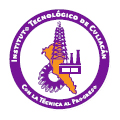 INSTITUTO TECNOLÓGICO DE CULIACÁN
CON LA TÉCNICA AL PROGRESO